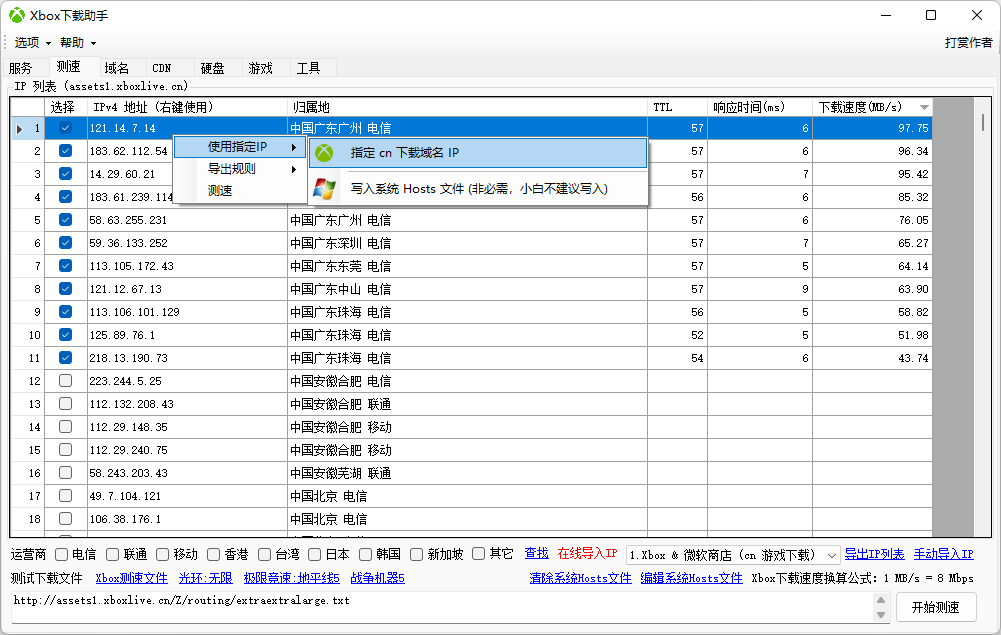 Xbox下载助手
选项 帮助 打赏作者
服务 测速 域名 CDN 硬盘 游戏 工具
IP 列表 (assets1.xboxlive.cn)
选择 IPv4 地址 (右键使用) 归属地 TTL 响应时间(ms) 下载速度(MB/s)
1 121.14.7.14 中国广东广州 电信 57 6 97.75
2 183.62.112.54 使用指定IP 指定 cn 下载域名 IP 57 6 96.34
3 14.29.60.21 导出规则 57 7 95.42
4 183.61.239.114 测速 写入系统 Hosts 文件 (非必需，小白不建议写入) 56 6 85.32
5 58.63.255.231 中国广东广州 电信 57 6 76.05
6 59.36.133.252 中国广东深圳 电信 57 7 65.27
7 113.105.172.43 中国广东东莞 电信 57 5 64.14
8 121.12.67.13 中国广东中山 电信 57 9 63.90
9 113.106.101.129 中国广东珠海 电信 56 5 58.82
10 125.89.76.1 中国广东珠海 电信 52 5 51.98
11 218.13.190.73 中国广东珠海 电信 54 6 43.74
12 223.244.5.25 中国安徽合肥 电信
13 112.132.208.43 中国安徽合肥 联通
14 112.29.148.35 中国安徽合肥 移动
15 112.29.240.75 中国安徽合肥 移动
16 58.243.203.43 中国安徽芜湖 联通
17 49.7.104.121 中国北京 电信
18 106.38.176.1 中国北京 电信
运营商 电信 联通 移动 香港 台湾 日本 韩国 新加坡 其它 查找 在线导入IP 1.Xbox & 微软商店 (cn 游戏下载) 导出IP列表 手动导入IP
测试下载文件 Xbox测速文件 光环:无限 极限竞速:地平线5 战争机器5 清除系统Hosts文件 编辑系统Hosts文件 Xbox下载速度换算公式: 1 MB/s = 8 Mbps
http://assets1.xboxlive.cn/Z/routing/extraextralarge.txt
开始测速